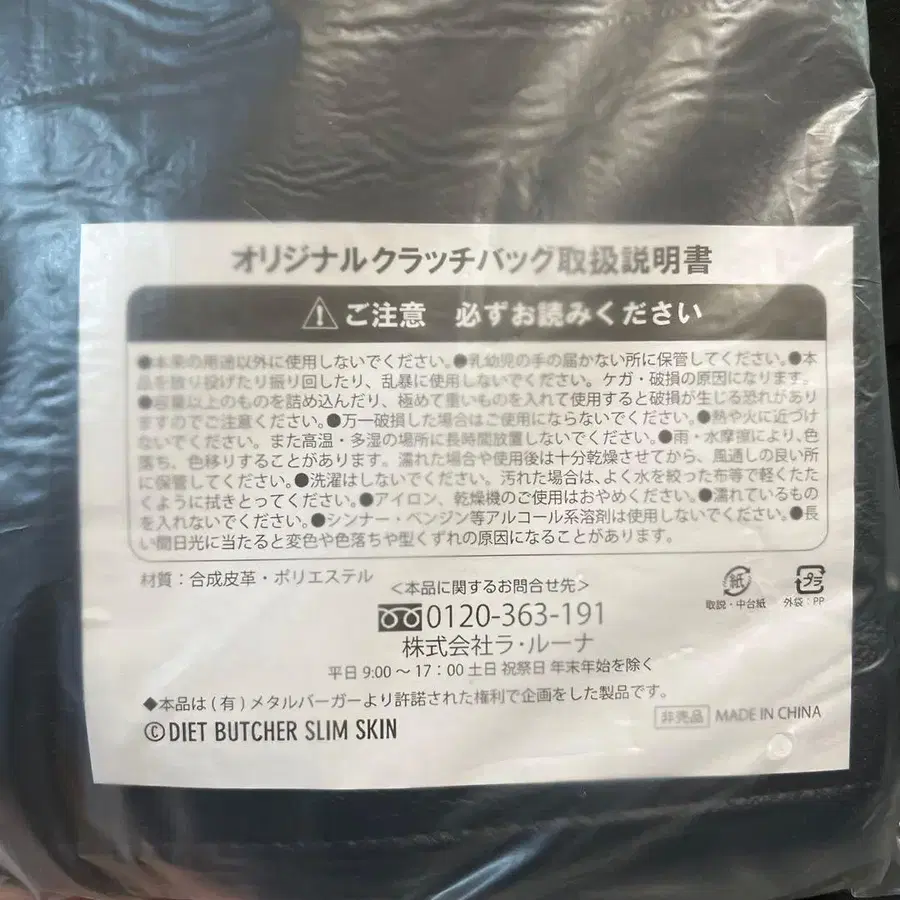 オリジナルクラッチバッグ取扱説明書
ご注意 必ずお読みください
●本来の用途以外に使用しないでください。●乳幼児の手の届かない所に保管してください。●本
品を放り投げたり振り回したり、乱暴に使用しないでください。ケガ・破損の原因になります。
●容量以上のものを詰め込んだり、極めて重いものを入れて使用すると破損が生じる恐れがあり
ますのでご注意ください。●万一破損した場合はご使用にならないでください。●熱や火に近づけ
ないでください。また高温・多湿の場所に長時間放置しないでください。●雨・水摩擦により、色
落ち、色移りすることがあります。濡れた場合や使用後は十分乾燥させてから、風通しの良い所
に保管してください。●洗濯はしないでください。汚れた場合は、よく水を絞った布等で軽くたた
くように拭きとってください。●アイロン、乾燥機のご使用はおやめください。●濡れているもの
を入れないでください。●シンナー・ベンジン等アルコール系溶剤は使用しないでください。●長
い間日光に当たると変色や色落ちや型くずれの原因になることがあります。
材質：合成皮革・ポリエステル
＜本品に関するお問合せ先＞
0120-363-191
株式会社ラ・ルーナ
平日 9:00 〜 17：00 土日 祝祭日 年末年始を除く
紙
取説・中台紙
プラ
外袋：PP
◆本品は（有）メタルバーガーより許諾された権利で企画をした製品です。
©DIET BUTCHER SLIM SKIN
非売品 MADE IN CHINA